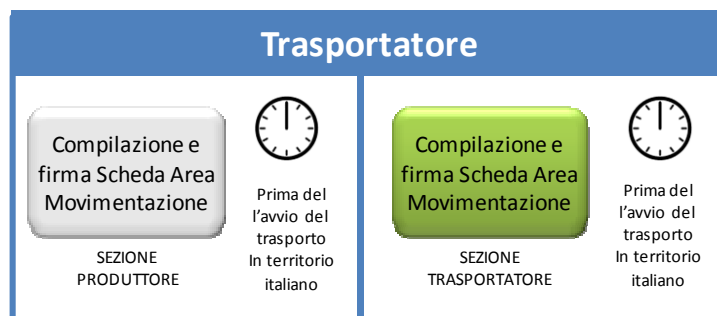 Trasportatore
Compilazione e
firma Scheda Area
Movimentazione
SEZIONE
PRODUTTORE
Prima del
l'avvio del
trasporto
In territorio
italiano
Compilazione e
firma Scheda Area
Movimentazione
SEZIONE
TRASPORTATORE
Prima del
l'avvio del
trasporto
In territorio
italiano